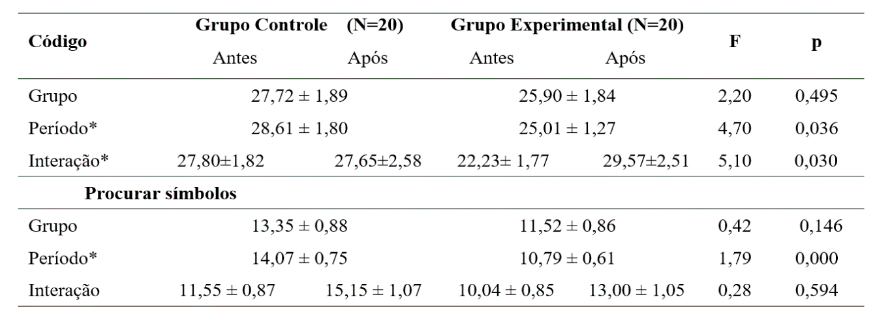 Código Grupo Controle (N=20) Grupo Experimental (N=20) F p
Antes Após Antes Após
Grupo 27,72 ± 1,89 25,90 ± 1,84 2,20 0,495
Período* 28,61 ± 1,80 25,01 ± 1,27 4,70 0,036
Interação* 27,80±1,82 27,65±2,58 22,23± 1,77 29,57±2,51 5,10 0,030
Procurar símbolos
Grupo 13,35 ± 0,88 11,52 ± 0,86 0,42 0,146
Período* 14,07 ± 0,75 10,79 ± 0,61 1,79 0,000
Interação 11,55 ± 0,87 15,15 ± 1,07 10,04 ± 0,85 13,00 ± 1,05 0,28 0,594